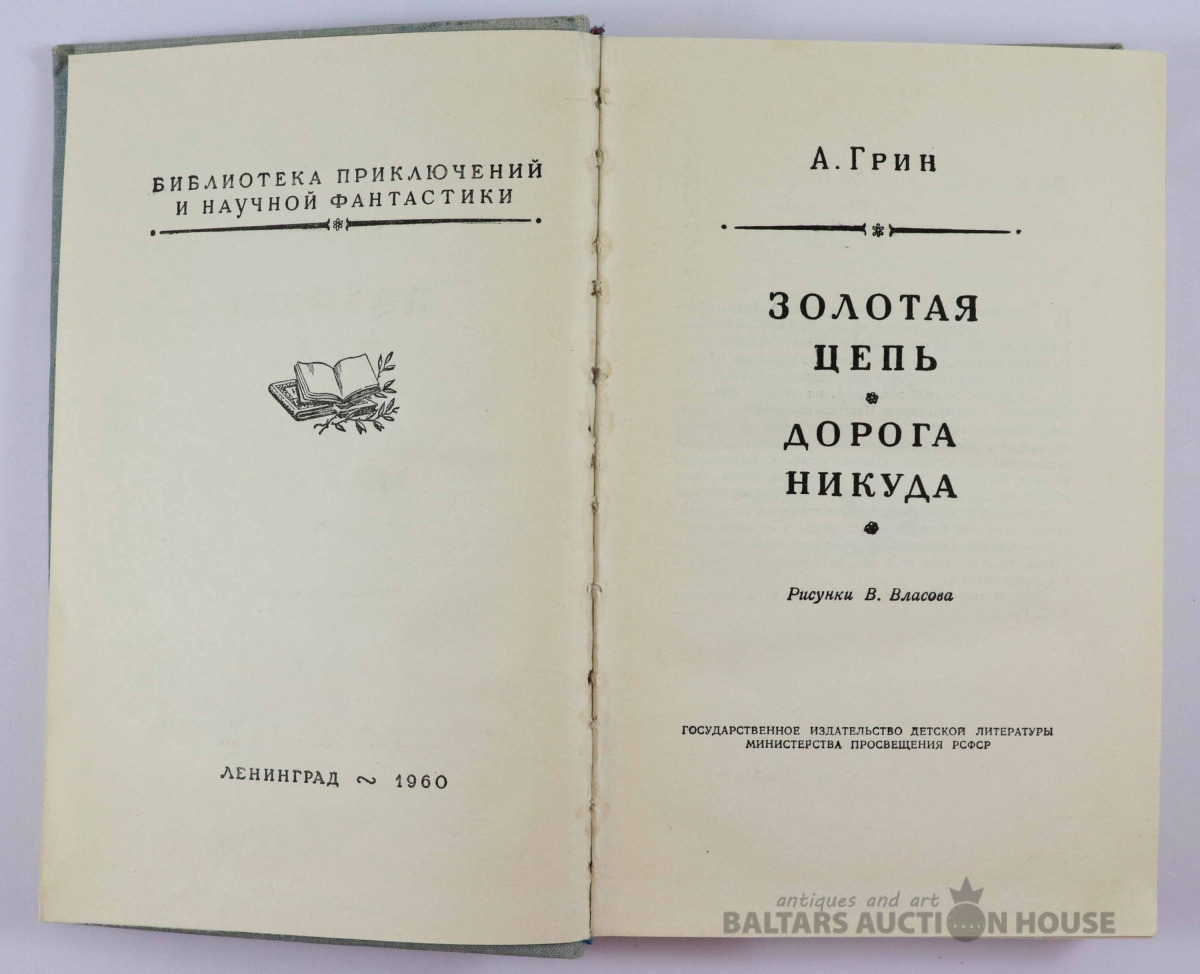 БИБЛИОТЕКА ПРИКЛЮЧЕНИЙ
И НАУЧНОЙ ФАНТАСТИКИ
ЛЕНИНГРАД ~ 1960
А. ГРИН
ЗОЛОТАЯ
ЦЕПЬ
ДОРОГА
НИКУДА
Рисунки В. Власова
ГОСУДАРСТВЕННОЕ ИЗДАТЕЛЬСТВО ДЕТСКОЙ ЛИТЕРАТУРЫ
МИНИСТЕРСТВА ПРОСВЕЩЕНИЯ РСФСР
antiques and art
BALTARS AUCTION HOUSE